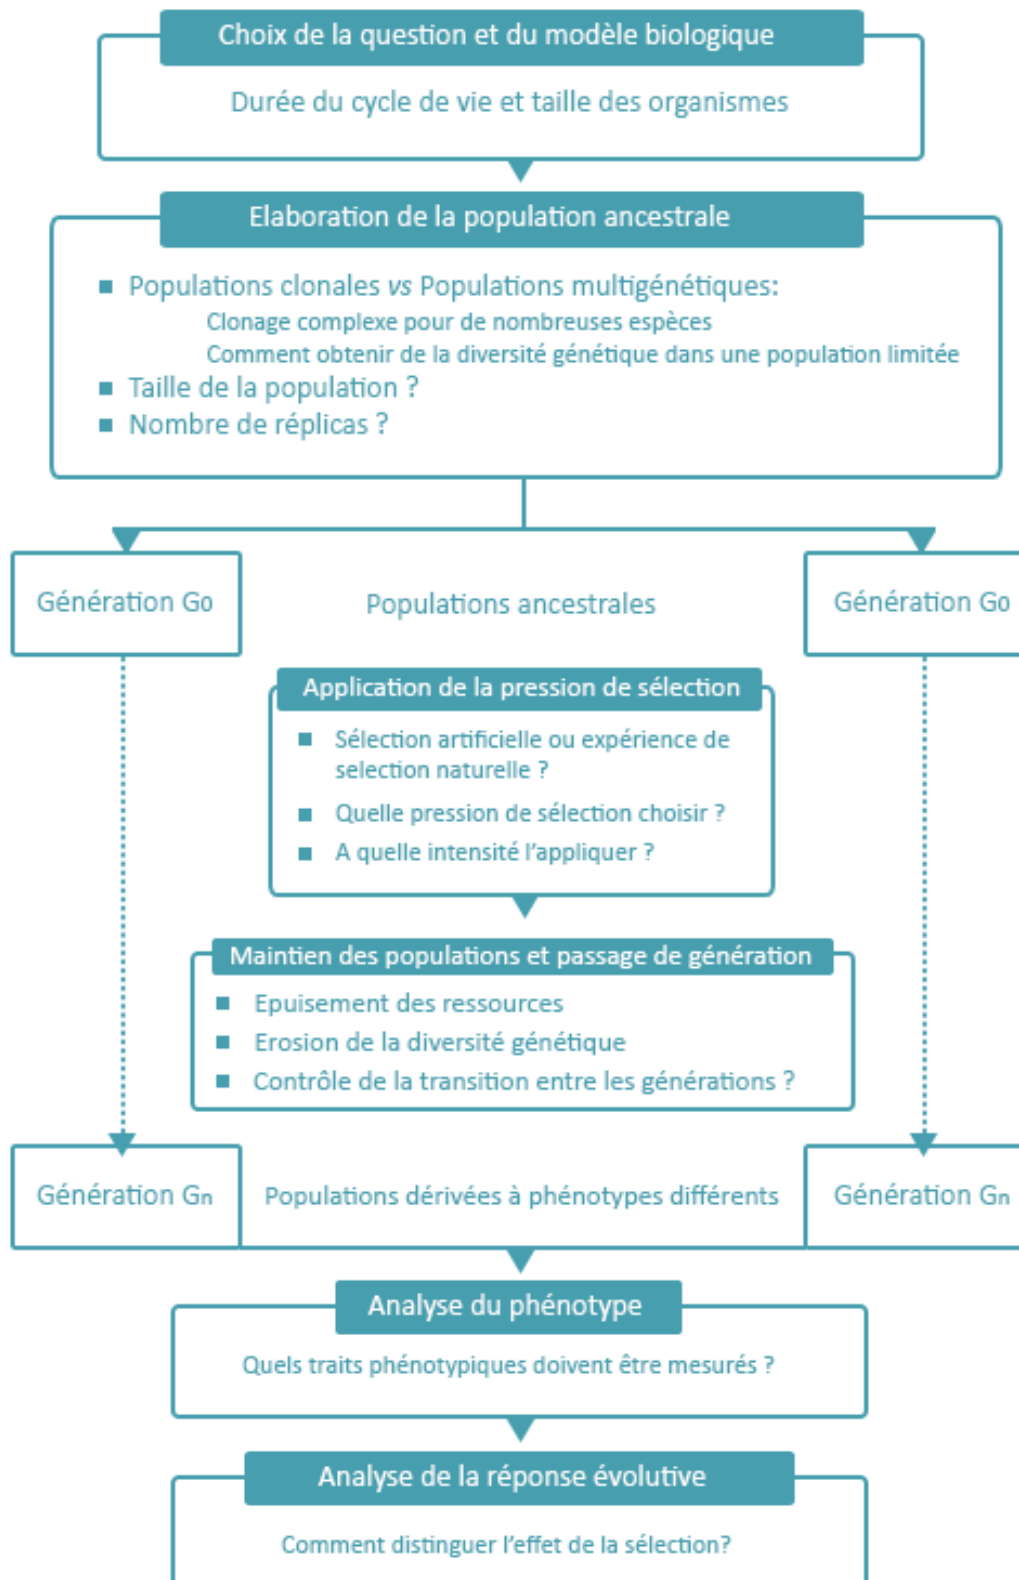 Choix de la question et du modèle biologique
Durée du cycle de vie et taille des organismes
Elaboration de la population ancestrale
■ Populations clonales vs Populations multigénétiques:
Clonage complexe pour de nombreuses espèces
Comment obtenir de la diversité génétique dans une population limitée
■ Taille de la population ?
■ Nombre de réplicas ?
Génération G0
Populations ancestrales
Génération G0
Application de la pression de sélection
■ Sélection artificielle ou expérience de
selection naturelle ?
■ Quelle pression de sélection choisir ?
■ A quelle intensité l'appliquer ?
Maintien des populations et passage de génération
■ Epuisement des ressources
■ Erosion de la diversité génétique
■ Contrôle de la transition entre les générations ?
Génération Gn
Populations dérivées à phénotypes différents
Génération Gn
Analyse du phénotype
Quels traits phénotypiques doivent être mesurés ?
Analyse de la réponse évolutive
Comment distinguer l'effet de la sélection?